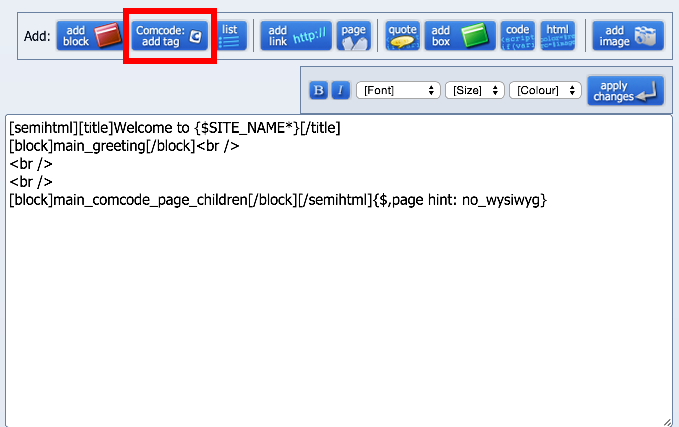 Add: add block Comcode: add tag list add link http:// page quote add box code html add image
B I [Font] [Size] [Colour] apply changes
[semihtml][title]Welcome to {$SITE_NAME*}[/title]
[block]main_greeting[/block]<br />
<br />
<br />
[block]main_comcode_page_children[/block][/semihtml]{$,page hint: no_wysiwyg}